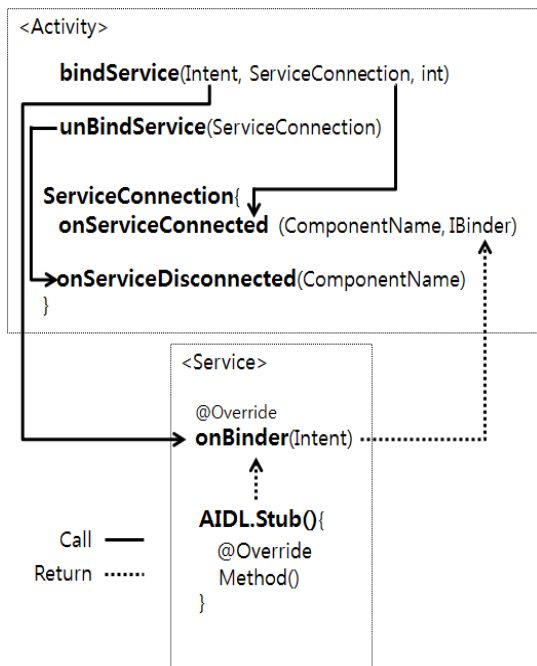 <Activity>
bindService(Intent, ServiceConnection, int)
unBindService(ServiceConnection)
ServiceConnection{
onServiceConnected (ComponentName, IBinder)
onServiceDisconnected(ComponentName)
}
<Service>
@Override
onBinder(Intent)
AIDL.Stub(){
@Override
Method()
}
Call
Return